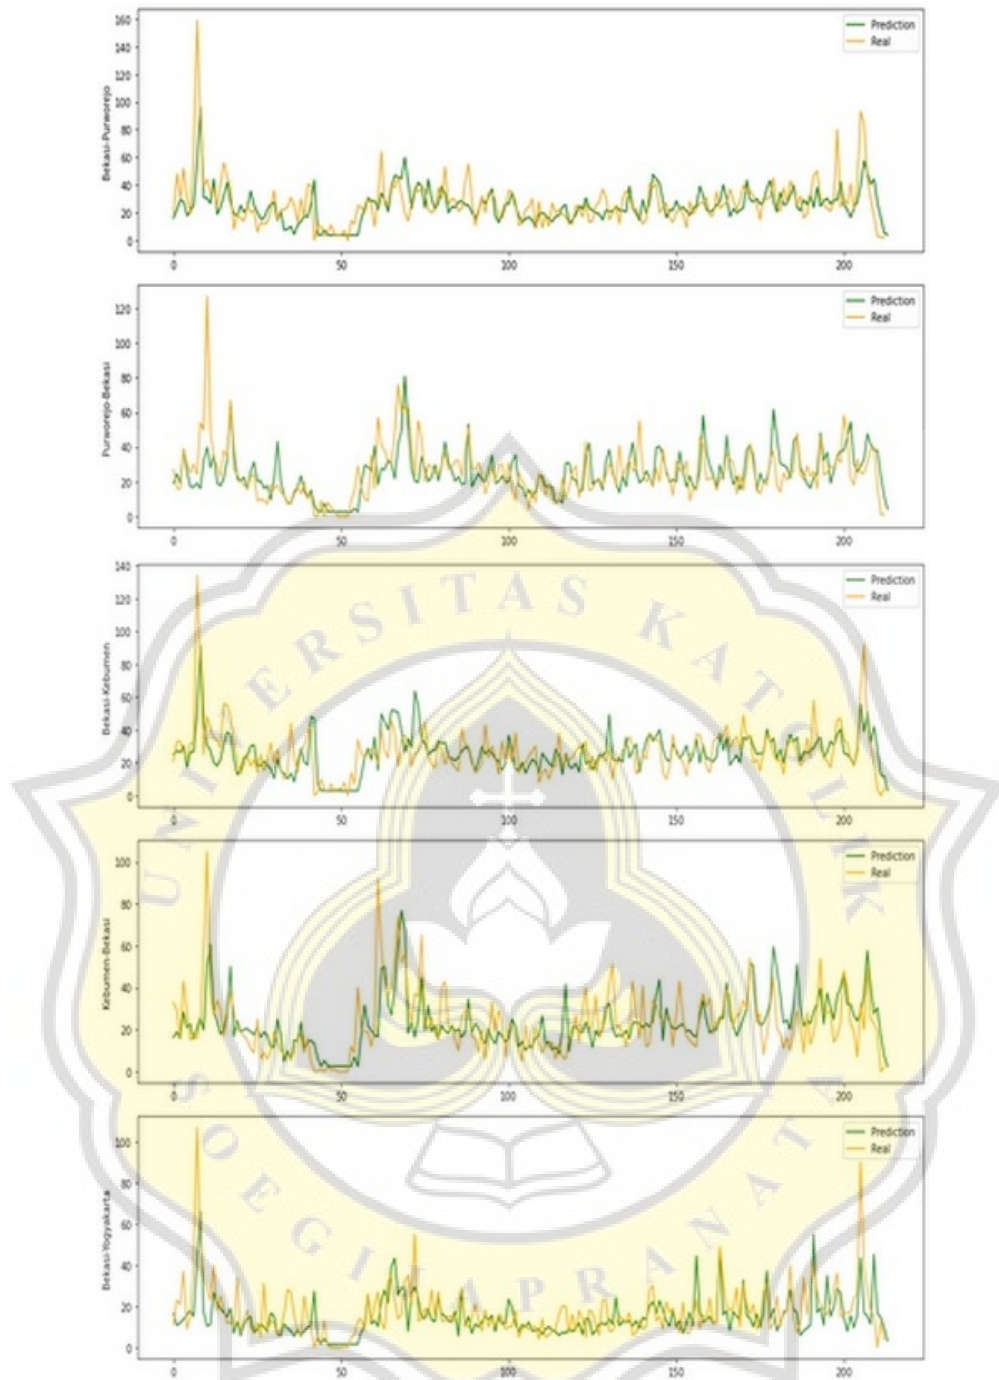 160
140
120
100
80
60
40
20
0
Bekasi-Purworejo
Prediction
Real
0 50 100 150 200
120
100
80
60
40
20
0
Purworejo-Bekasi
Prediction
Real
0 50 100 150 200
140
120
100
80
60
40
20
0
Bekasi-Kebumen
Prediction
Real
0 50 100 150 200
100
80
60
40
20
0
Kebumen-Bekasi
Prediction
Real
0 50 100 150 200
100
80
60
40
20
0
Bekasi-Yogyakarta
Prediction
Real
0 50 100 150 200
UNIVERSITAS KATOLIK
SOEGIJAPRANATA